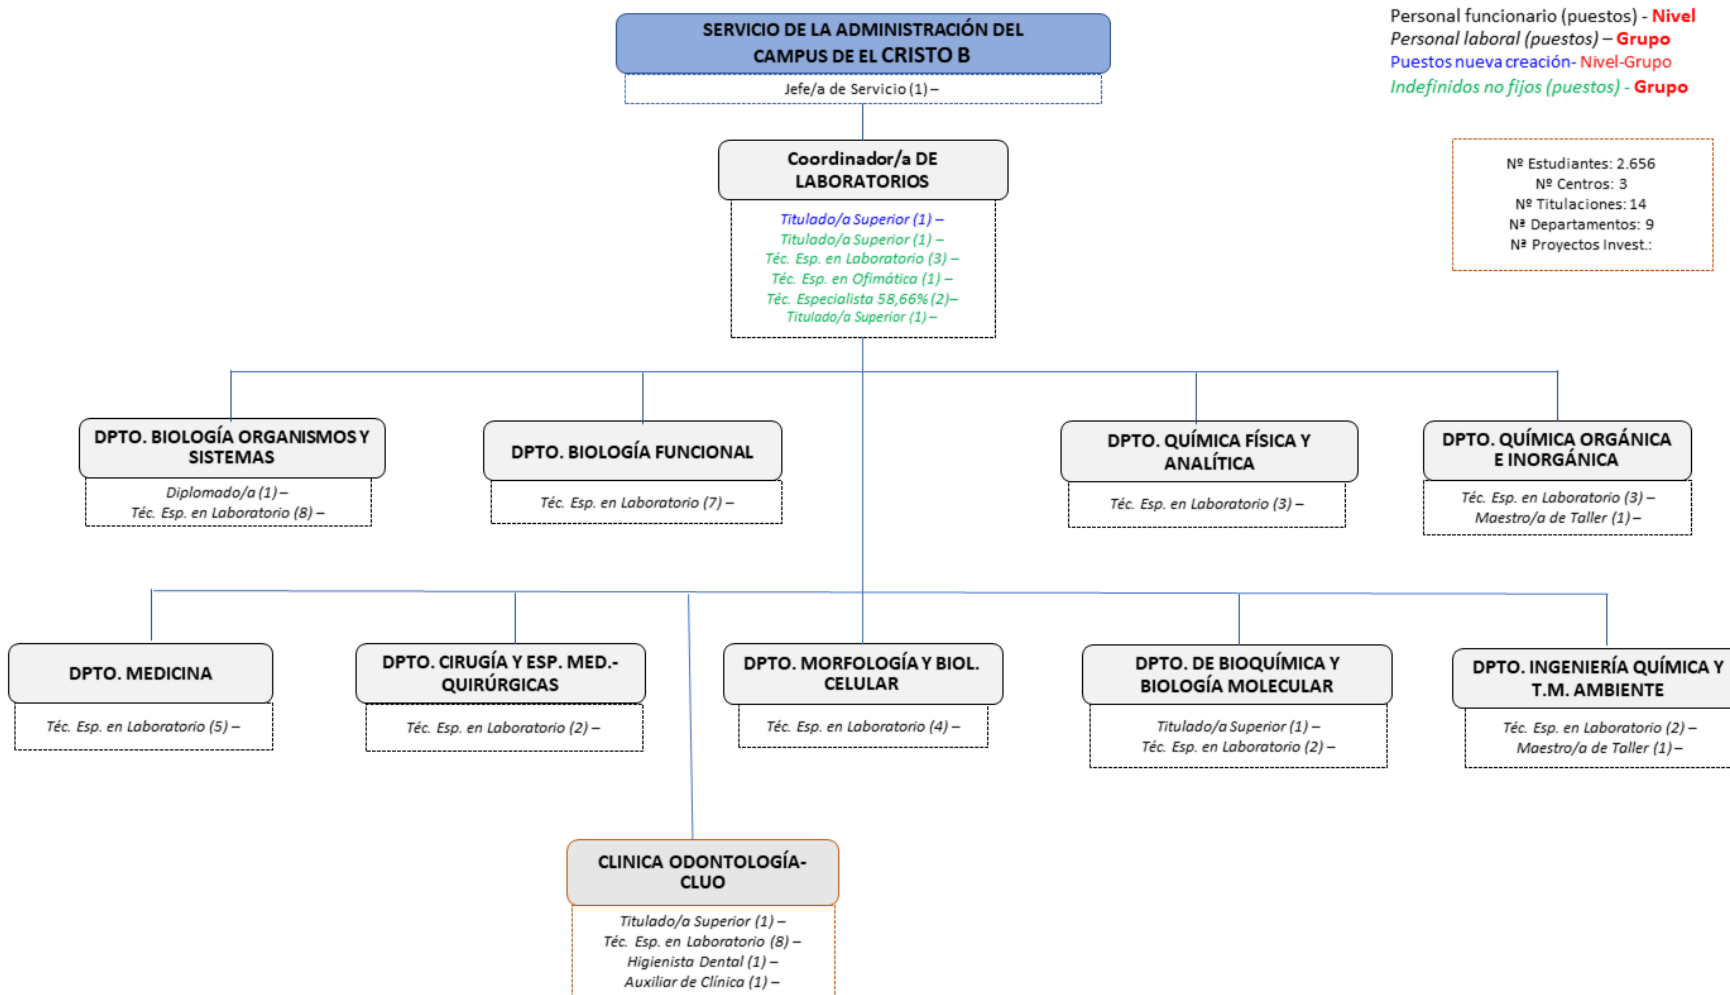 SERVICIO DE LA ADMINISTRACIÓN DEL
CAMPUS DE EL CRISTO B
Jefe/a de Servicio (1) –
Personal funcionario (puestos) - Nivel
Personal laboral (puestos) – Grupo
Puestos nueva creación- Nivel-Grupo
Indefinidos no fijos (puestos) - Grupo
Nº Estudiantes: 2.656
Nº Centros: 3
Nº Titulaciones: 14
Nª Departamentos: 9
Nª Proyectos Invest.:
Coordinador/a DE
LABORATORIOS
Titulado/a Superior (1) –
Titulado/a Superior (1) –
Téc. Esp. en Laboratorio (3) –
Téc. Esp. en Ofimática (1) –
Téc. Especialista 58,66% (2)–
Titulado/a Superior (1) –
DPTO. BIOLOGÍA ORGANISMOS Y
SISTEMAS
Diplomado/a (1) –
Téc. Esp. en Laboratorio (8) –
DPTO. BIOLOGÍA FUNCIONAL
Téc. Esp. en Laboratorio (7) –
DPTO. QUÍMICA FÍSICA Y
ANALÍTICA
Téc. Esp. en Laboratorio (3) –
DPTO. QUÍMICA ORGÁNICA
E INORGÁNICA
Téc. Esp. en Laboratorio (3) –
Maestro/a de Taller (1) –
DPTO. MEDICINA
Téc. Esp. en Laboratorio (5) –
DPTO. CIRUGÍA Y ESP. MED.-
QUIRÚRGICAS
Téc. Esp. en Laboratorio (2) –
DPTO. MORFOLOGÍA Y BIOL.
CELULAR
Téc. Esp. en Laboratorio (4) –
DPTO. DE BIOQUÍMICA Y
BIOLOGÍA MOLECULAR
Titulado/a Superior (1) –
Téc. Esp. en Laboratorio (2) –
DPTO. INGENIERÍA QUÍMICA Y
T.M. AMBIENTE
Téc. Esp. en Laboratorio (2) –
Maestro/a de Taller (1) –
CLINICA ODONTOLOGÍA-
CLUO
Titulado/a Superior (1) –
Téc. Esp. en Laboratorio (8) –
Higienista Dental (1) –
Auxiliar de Clínica (1) –